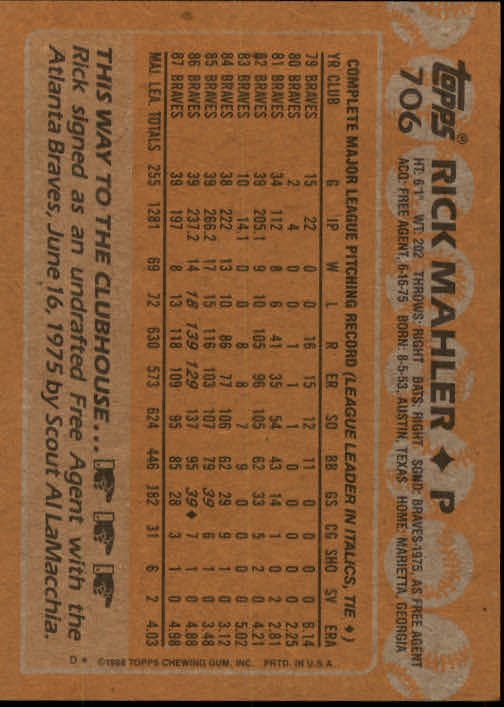 topps®
706
RICK MAHLER ♦ P
HT: 6'1" WT: 202 THROWS: RIGHT BATS: RIGHT SGND: BRAVES-1975, AS FREE AGENT
ACQ: FREE AGENT, 6-16-75 BORN: 8-5-53, AUSTIN, TEXAS HOME: MARIETTA, GEORGIA
COMPLETE MAJOR LEAGUE PITCHING RECORD (LEAGUE LEADER IN ITALICS, TIE ♦)
YR CLUB G IP W L R ER SO BB GS CG SHO SV ERA
79 BRAVES 15 22 0 0 16 15 12 11 0 0 0 0 6.14
80 BRAVES 2 4 0 0 1 1 1 0 0 0 0 0 2.25
81 BRAVES 34 112 8 6 41 35 54 43 14 1 0 2 2.81
82 BRAVES 39 205.1 9 10 105 96 105 62 33 5 2 0 4.21
83 BRAVES 10 14.1 0 0 8 8 7 9 0 0 0 0 5.02
84 BRAVES 38 222 13 10 86 77 106 62 29 9 1 0 3.12
85 BRAVES 39 266.2 17 15 116 103 107 79 39 6 1 0 3.48
86 BRAVES 39 237.2 14 18 139 129 137 95 39♦ 7 1 0 4.88
87 BRAVES 39 197 8 13 118 109 95 85 28 3 1 0 4.98
MAJ. LEA. TOTALS 255 1281 69 72 630 573 624 446 182 31 6 2 4.03
THIS WAY TO THE CLUBHOUSE...
Rick signed as an undrafted Free Agent with the
Atlanta Braves, June 16, 1975 by Scout Al LaMacchia.
D*
©1988 TOPPS CHEWING GUM, INC. PRTD. IN U.S.A.